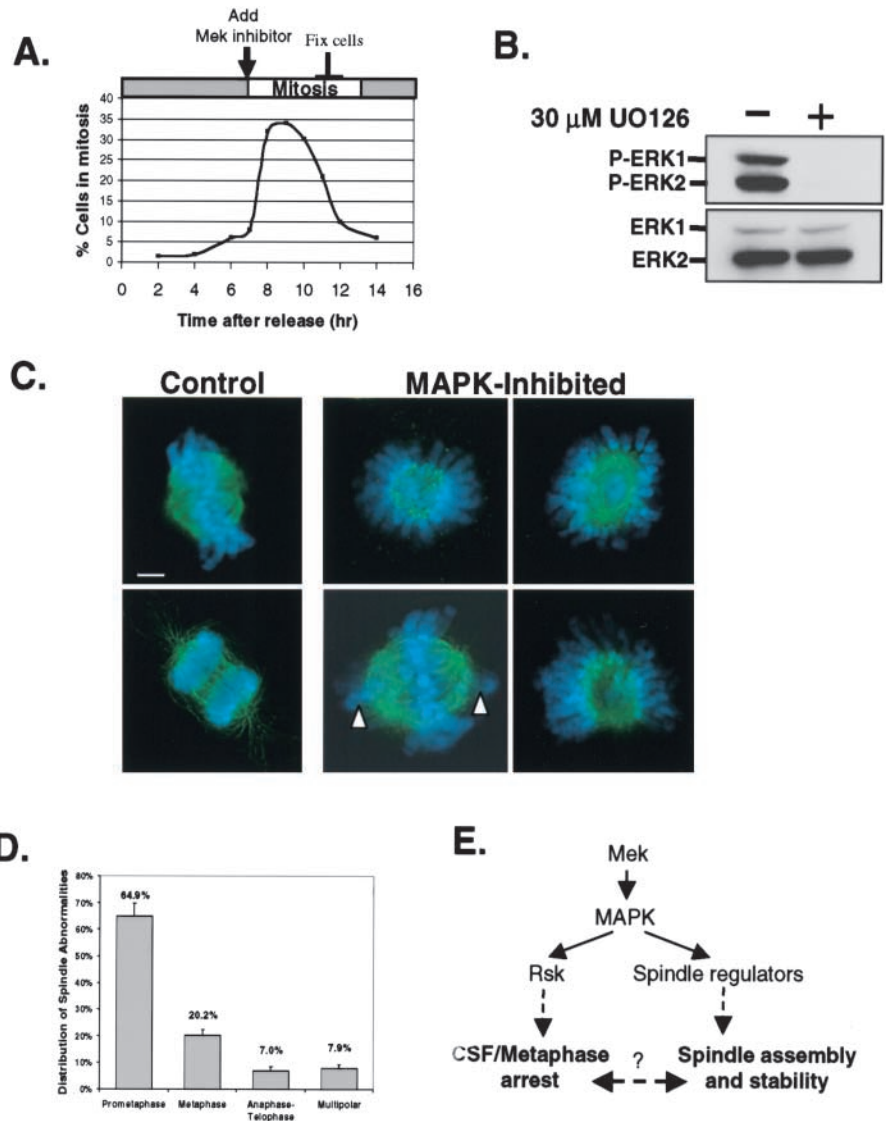 A.
Add
Mek inhibitor
Fix cells
Mitosis
% Cells in mitosis
40
35
30
25
20
15
10
5
0
0 2 4 6 8 10 12 14 16
Time after release (hr)
B.
30 μM UO126 − +
P-ERK1
P-ERK2
ERK1
ERK2
C.
Control
MAPK-Inhibited
D.
Distribution of Spindle Abnormalities
80%
70%
60%
50%
40%
30%
20%
10%
0%
64.9%
20.2%
7.0%
7.9%
Prometaphase
Metaphase
Anaphase-
Telophase
Multipolar
E.
Mek
MAPK
Rsk
Spindle regulators
CSF/Metaphase
arrest
?
Spindle assembly
and stability